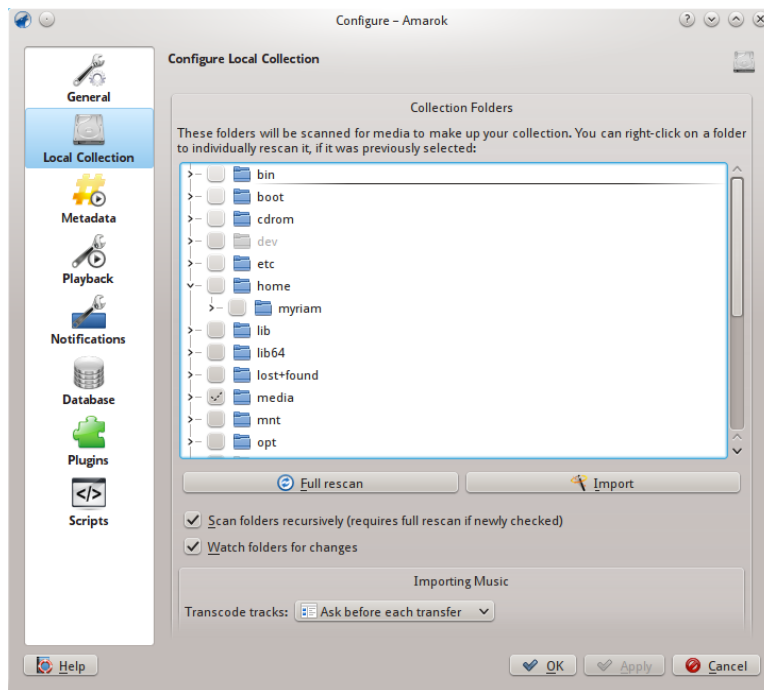 Configure – Amarok
General
Local Collection
Metadata
Playback
Notifications
Database
Plugins
</>
Scripts
Configure Local Collection
Collection Folders
These folders will be scanned for media to make up your collection. You can right-click on a folder
to individually rescan it, if it was previously selected:
bin
boot
cdrom
dev
etc
home
myriam
lib
lib64
lost+found
media
mnt
opt
Full rescan
Import
Scan folders recursively (requires full rescan if newly checked)
Watch folders for changes
Importing Music
Transcode tracks: Ask before each transfer
Help
OK
Apply
Cancel